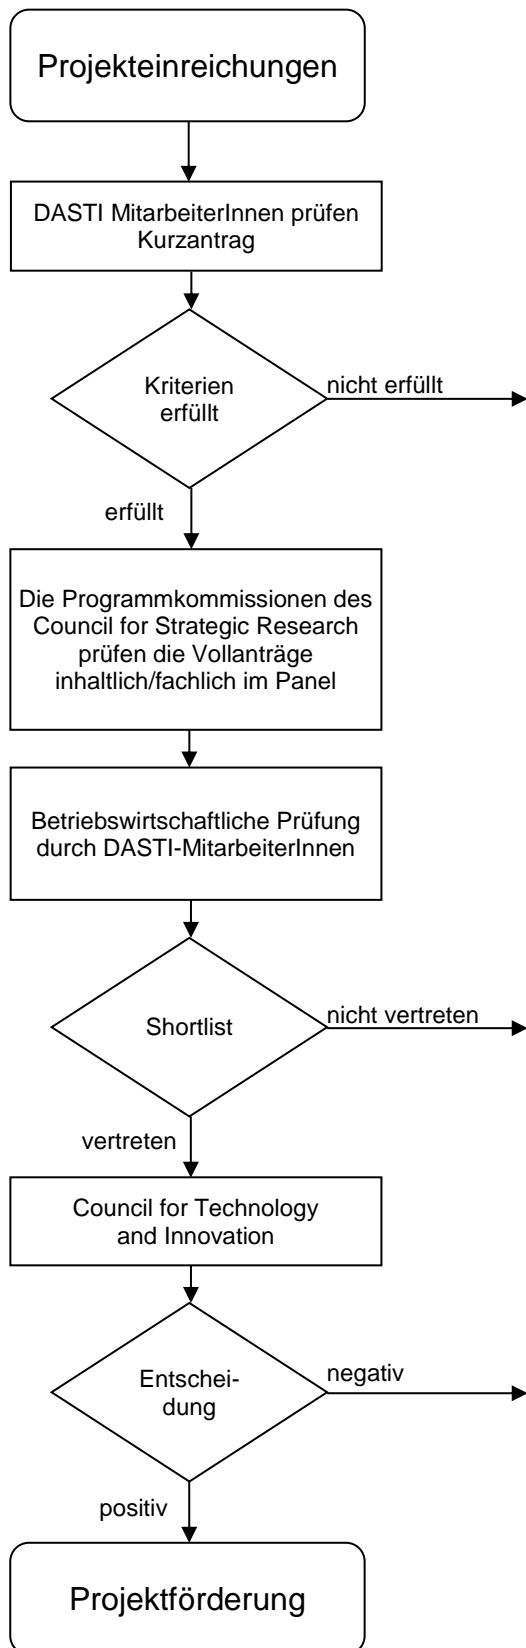 Projekteinreichungen
DASTI MitarbeiterInnen prüfen
Kurzantrag
Kriterien
erfüllt
nicht erfüllt
erfüllt
Die Programmkommissionen des
Council for Strategic Research
prüfen die Vollanträge
inhaltlich/fachlich im Panel
Betriebswirtschaftliche Prüfung
durch DASTI-MitarbeiterInnen
Shortlist
nicht vertreten
vertreten
Council for Technology
and Innovation
Entschei-
dung
negativ
positiv
Projektförderung